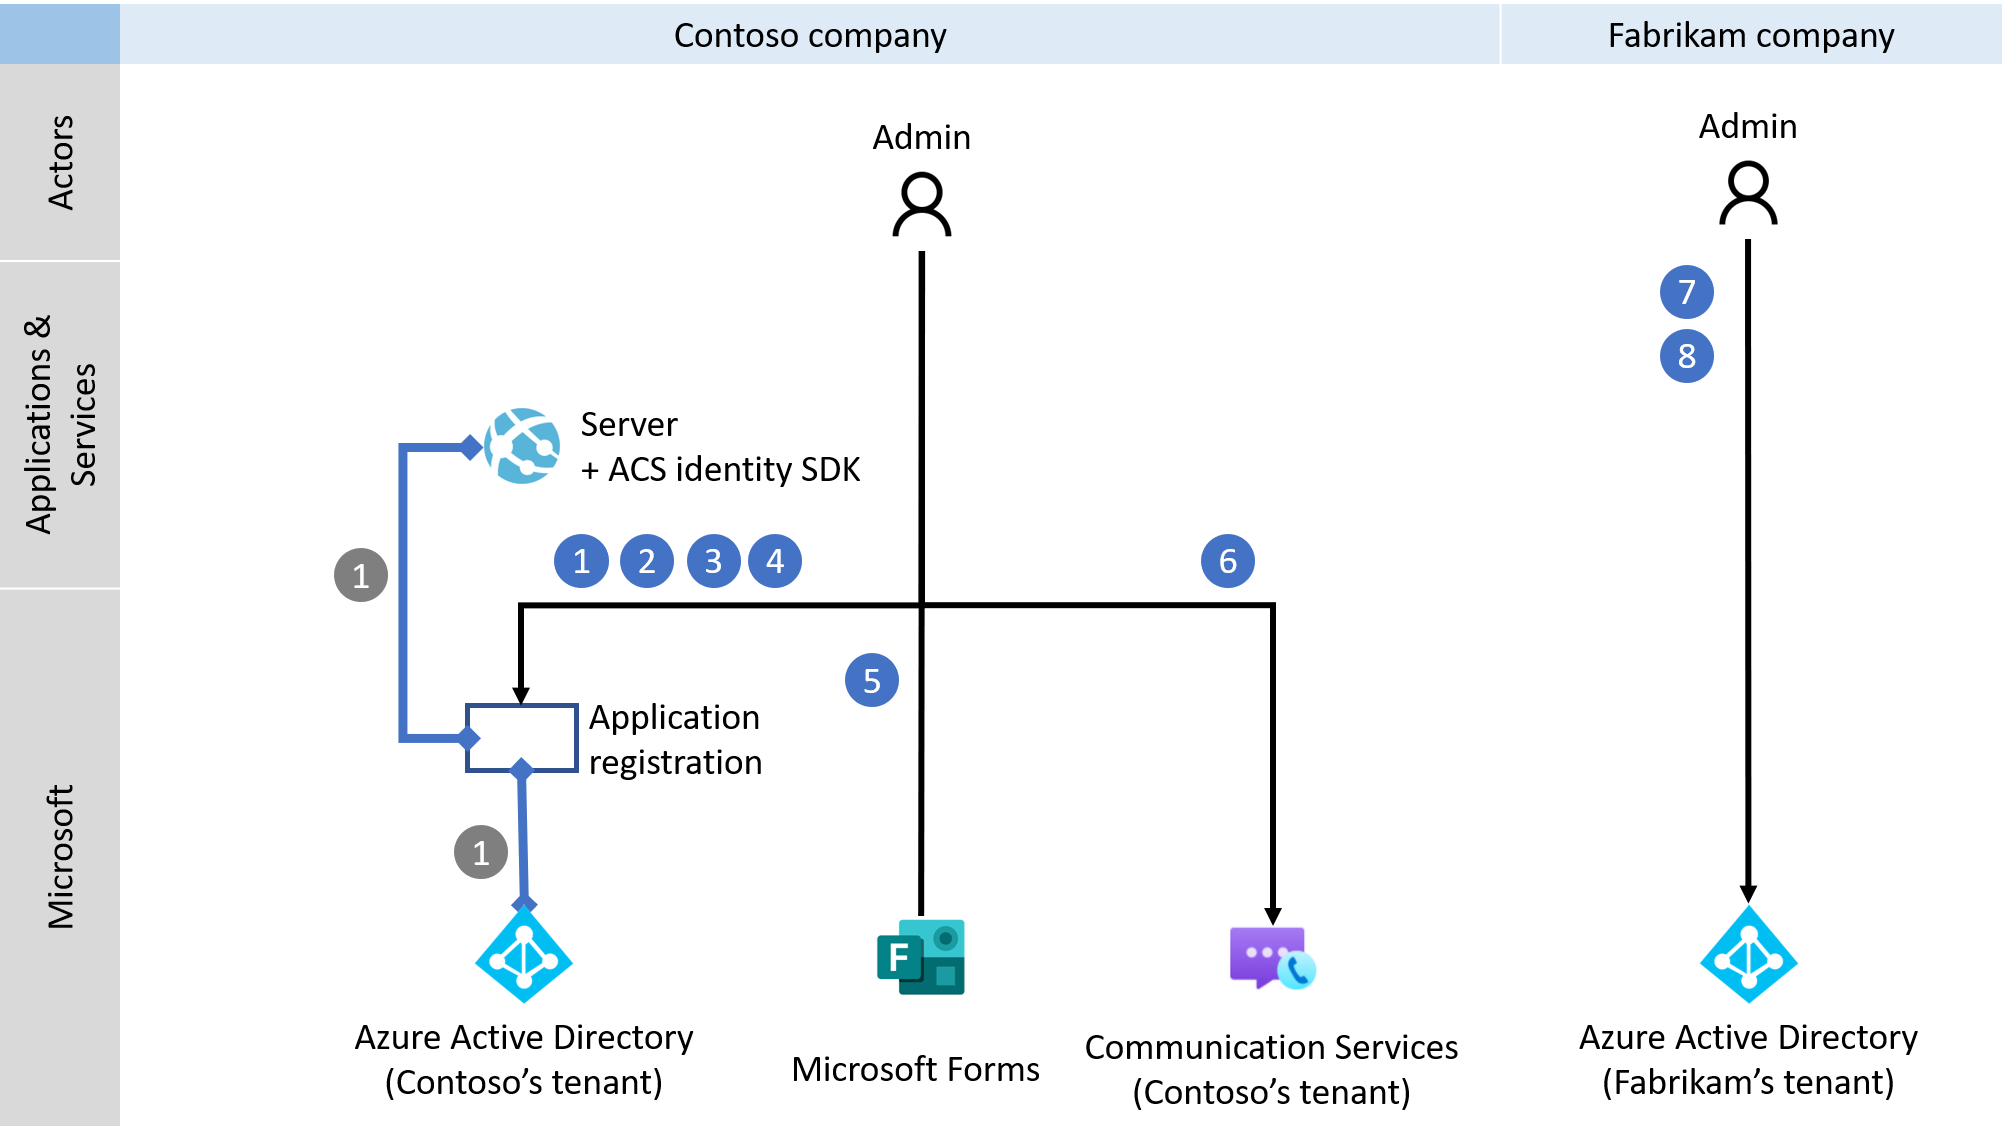 Contoso company
Fabrikam company
Actors
Admin
Admin
Applications &
Services
7
8
Server
+ ACS identity SDK
1
1
2
3
4
6
5
Application
registration
Microsoft
1
F
Azure Active Directory
(Contoso’s tenant)
Microsoft Forms
Communication Services
(Contoso’s tenant)
Azure Active Directory
(Fabrikam’s tenant)